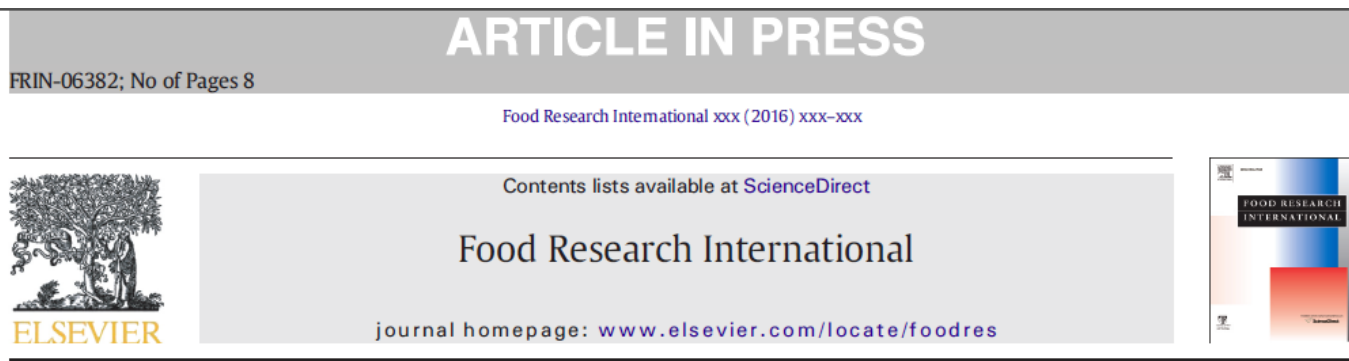 ARTICLE IN PRESS
FRIN-06382; No of Pages 8
Food Research International xxx (2016) xxx–xxx
Contents lists available at ScienceDirect
Food Research International
journal homepage: www.elsevier.com/locate/foodres
ELSEVIER
FOOD RESEARCH
INTERNATIONAL